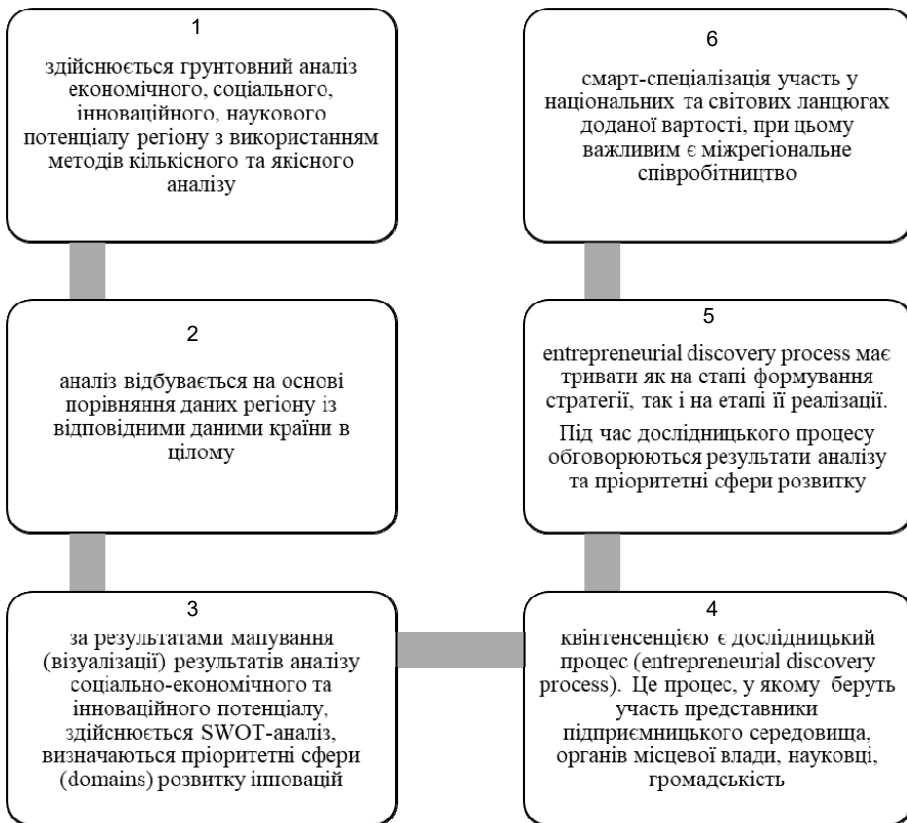 1
здійснюється грунтовний аналіз
економічного, соціального,
інноваційного, наукового
потенціалу регіону з використанням
методів кількісного та якісного
аналізу
2
аналіз відбувається на основі
порівняння даних регіону із
відповідними даними країни в
цілому
3
за результатами мапування
(візуалізації) результатів аналізу
соціально-економічного та
інноваційного потенціалу,
здійснюється SWOT-аналіз,
визначаються пріоритетні сфери
(domains) розвитку інновацій
4
квінтенсенцією є дослідницький
процес (entrepreneurial discovery
process). Це процес, у якому беруть
участь представники
підприємницького середовища,
органів місцевої влади, науковці,
громадськість
5
entrepreneurial discovery process має
тривати як на етапі формування
стратегії, так і на етапі її реалізації.
Під час дослідницького процесу
обговорюються результати аналізу
та пріоритетні сфери розвитку
6
смарт-спеціалізація участь у
національних та світових ланцюгах
доданої вартості, при цьому
важливим є міжрегіональне
співробітництво